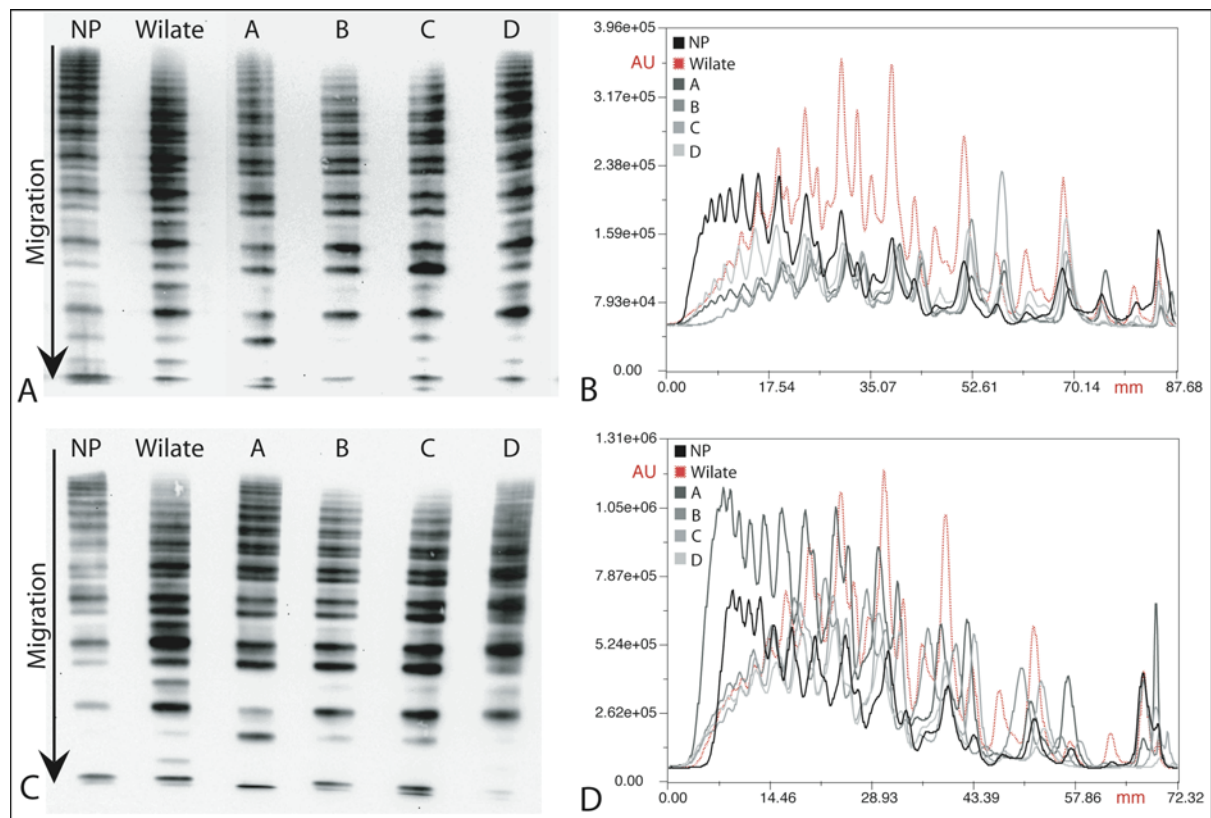 NP Wilate A B C D
Migration
A
3.96e+05
3.17e+05
2.38e+05
1.59e+05
7.93e+04
0.00
AU
NP
Wilate
A
B
C
D
0.00 17.54 35.07 52.61 70.14 mm 87.68
B
NP Wilate A B C D
Migration
C
1.31e+06
1.05e+06
7.87e+05
5.24e+05
2.62e+05
0.00
AU
NP
Wilate
A
B
C
D
0.00 14.46 28.93 43.39 57.86 mm 72.32
D